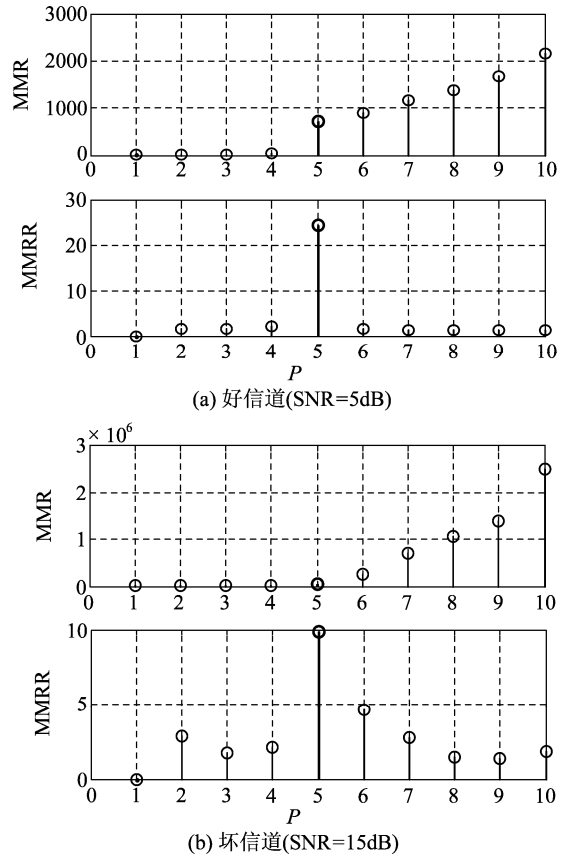 3000
2000
1000
0
MMR
1 2 3 4 5 6 7 8 9 10
30
20
10
0
MMRR
0 1 2 3 4 5 6 7 8 9 10
P
(a) 好信道(SNR=5dB)
3 × 10⁶
2
1
0
MMR
0 1 2 3 4 5 6 7 8 9 10
10
5
0
MMRR
0 1 2 3 4 5 6 7 8 9 10
P
(b) 坏信道(SNR=15dB)